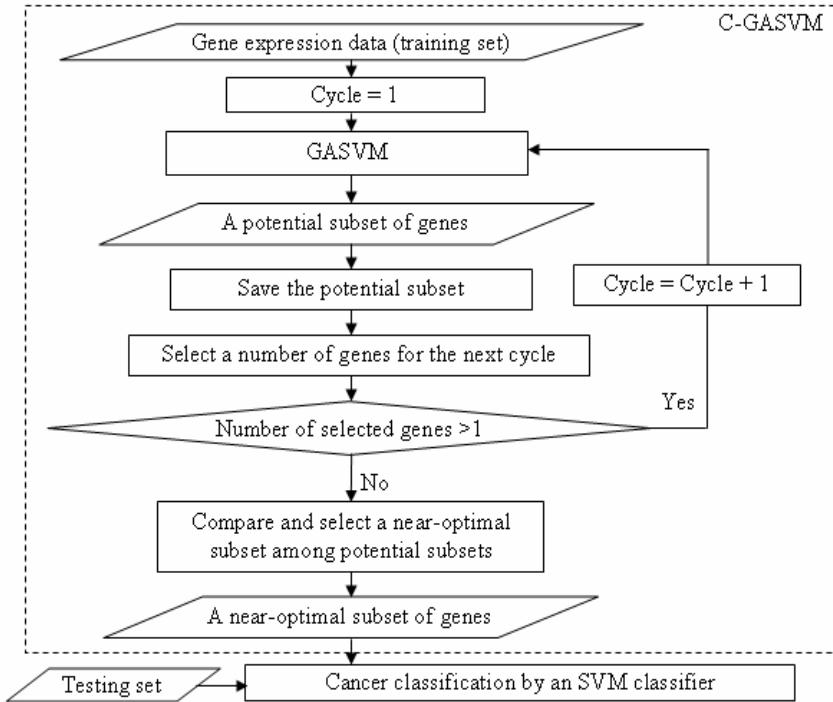 C-GASVM
Gene expression data (training set)
Cycle = 1
GASVM
A potential subset of genes
Save the potential subset
Cycle = Cycle + 1
Select a number of genes for the next cycle
Number of selected genes >1
Yes
No
Compare and select a near-optimal
subset among potential subsets
A near-optimal subset of genes
Testing set
Cancer classification by an SVM classifier